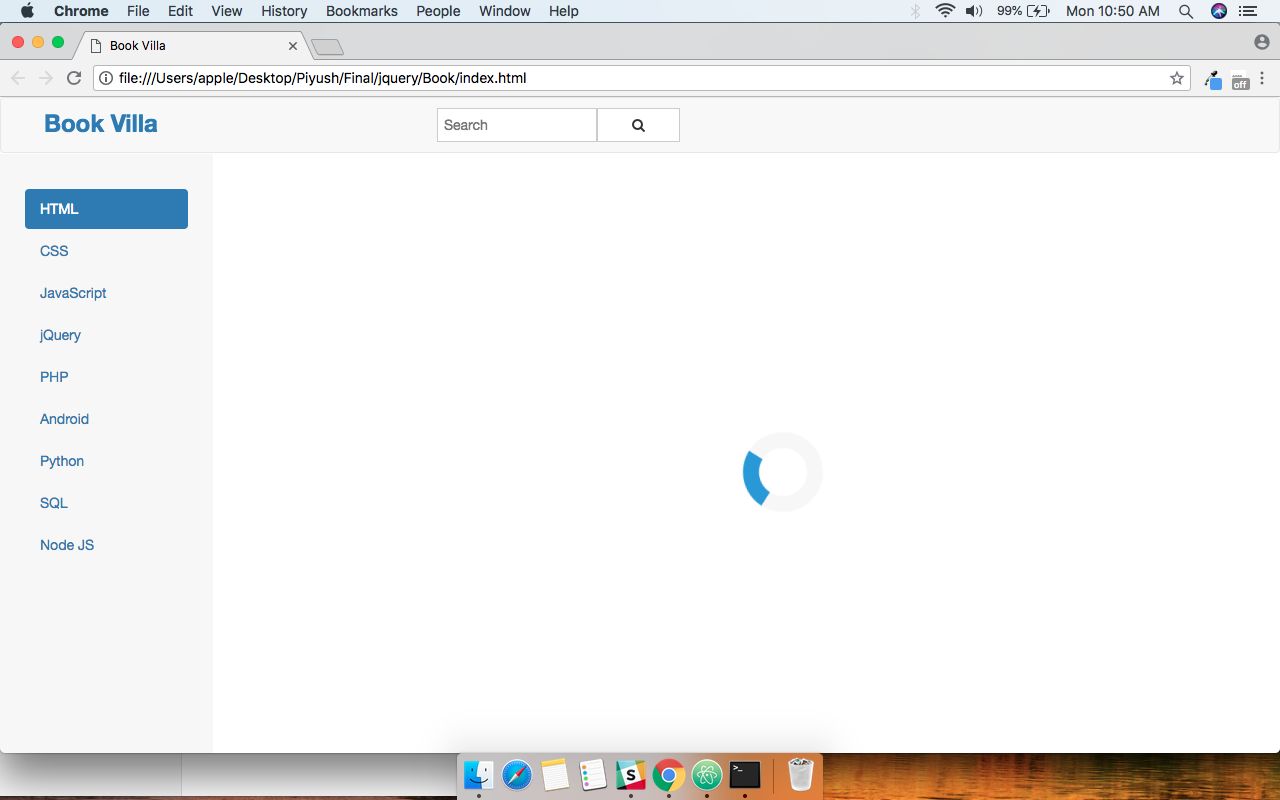 Chrome File Edit View History Bookmarks People Window Help 99% Mon 10:50 AM
Book Villa
file:///Users/apple/Desktop/Piyush/Final/jquery/Book/index.html
off
Book Villa
Search
HTML
CSS
JavaScript
jQuery
PHP
Android
Python
SQL
Node JS
S
>_